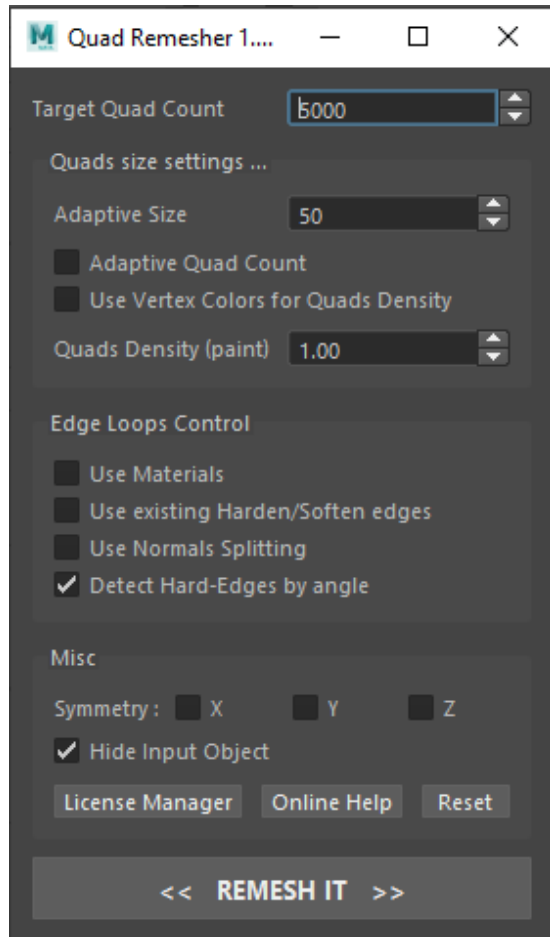 Quad Remesher 1....
Target Quad Count 5000
Quads size settings ...
Adaptive Size 50
Adaptive Quad Count
Use Vertex Colors for Quads Density
Quads Density (paint) 1.00
Edge Loops Control
Use Materials
Use existing Harden/Soften edges
Use Normals Splitting
Detect Hard-Edges by angle
Misc
Symmetry : X Y Z
Hide Input Object
License Manager Online Help Reset
<< REMESH IT >>